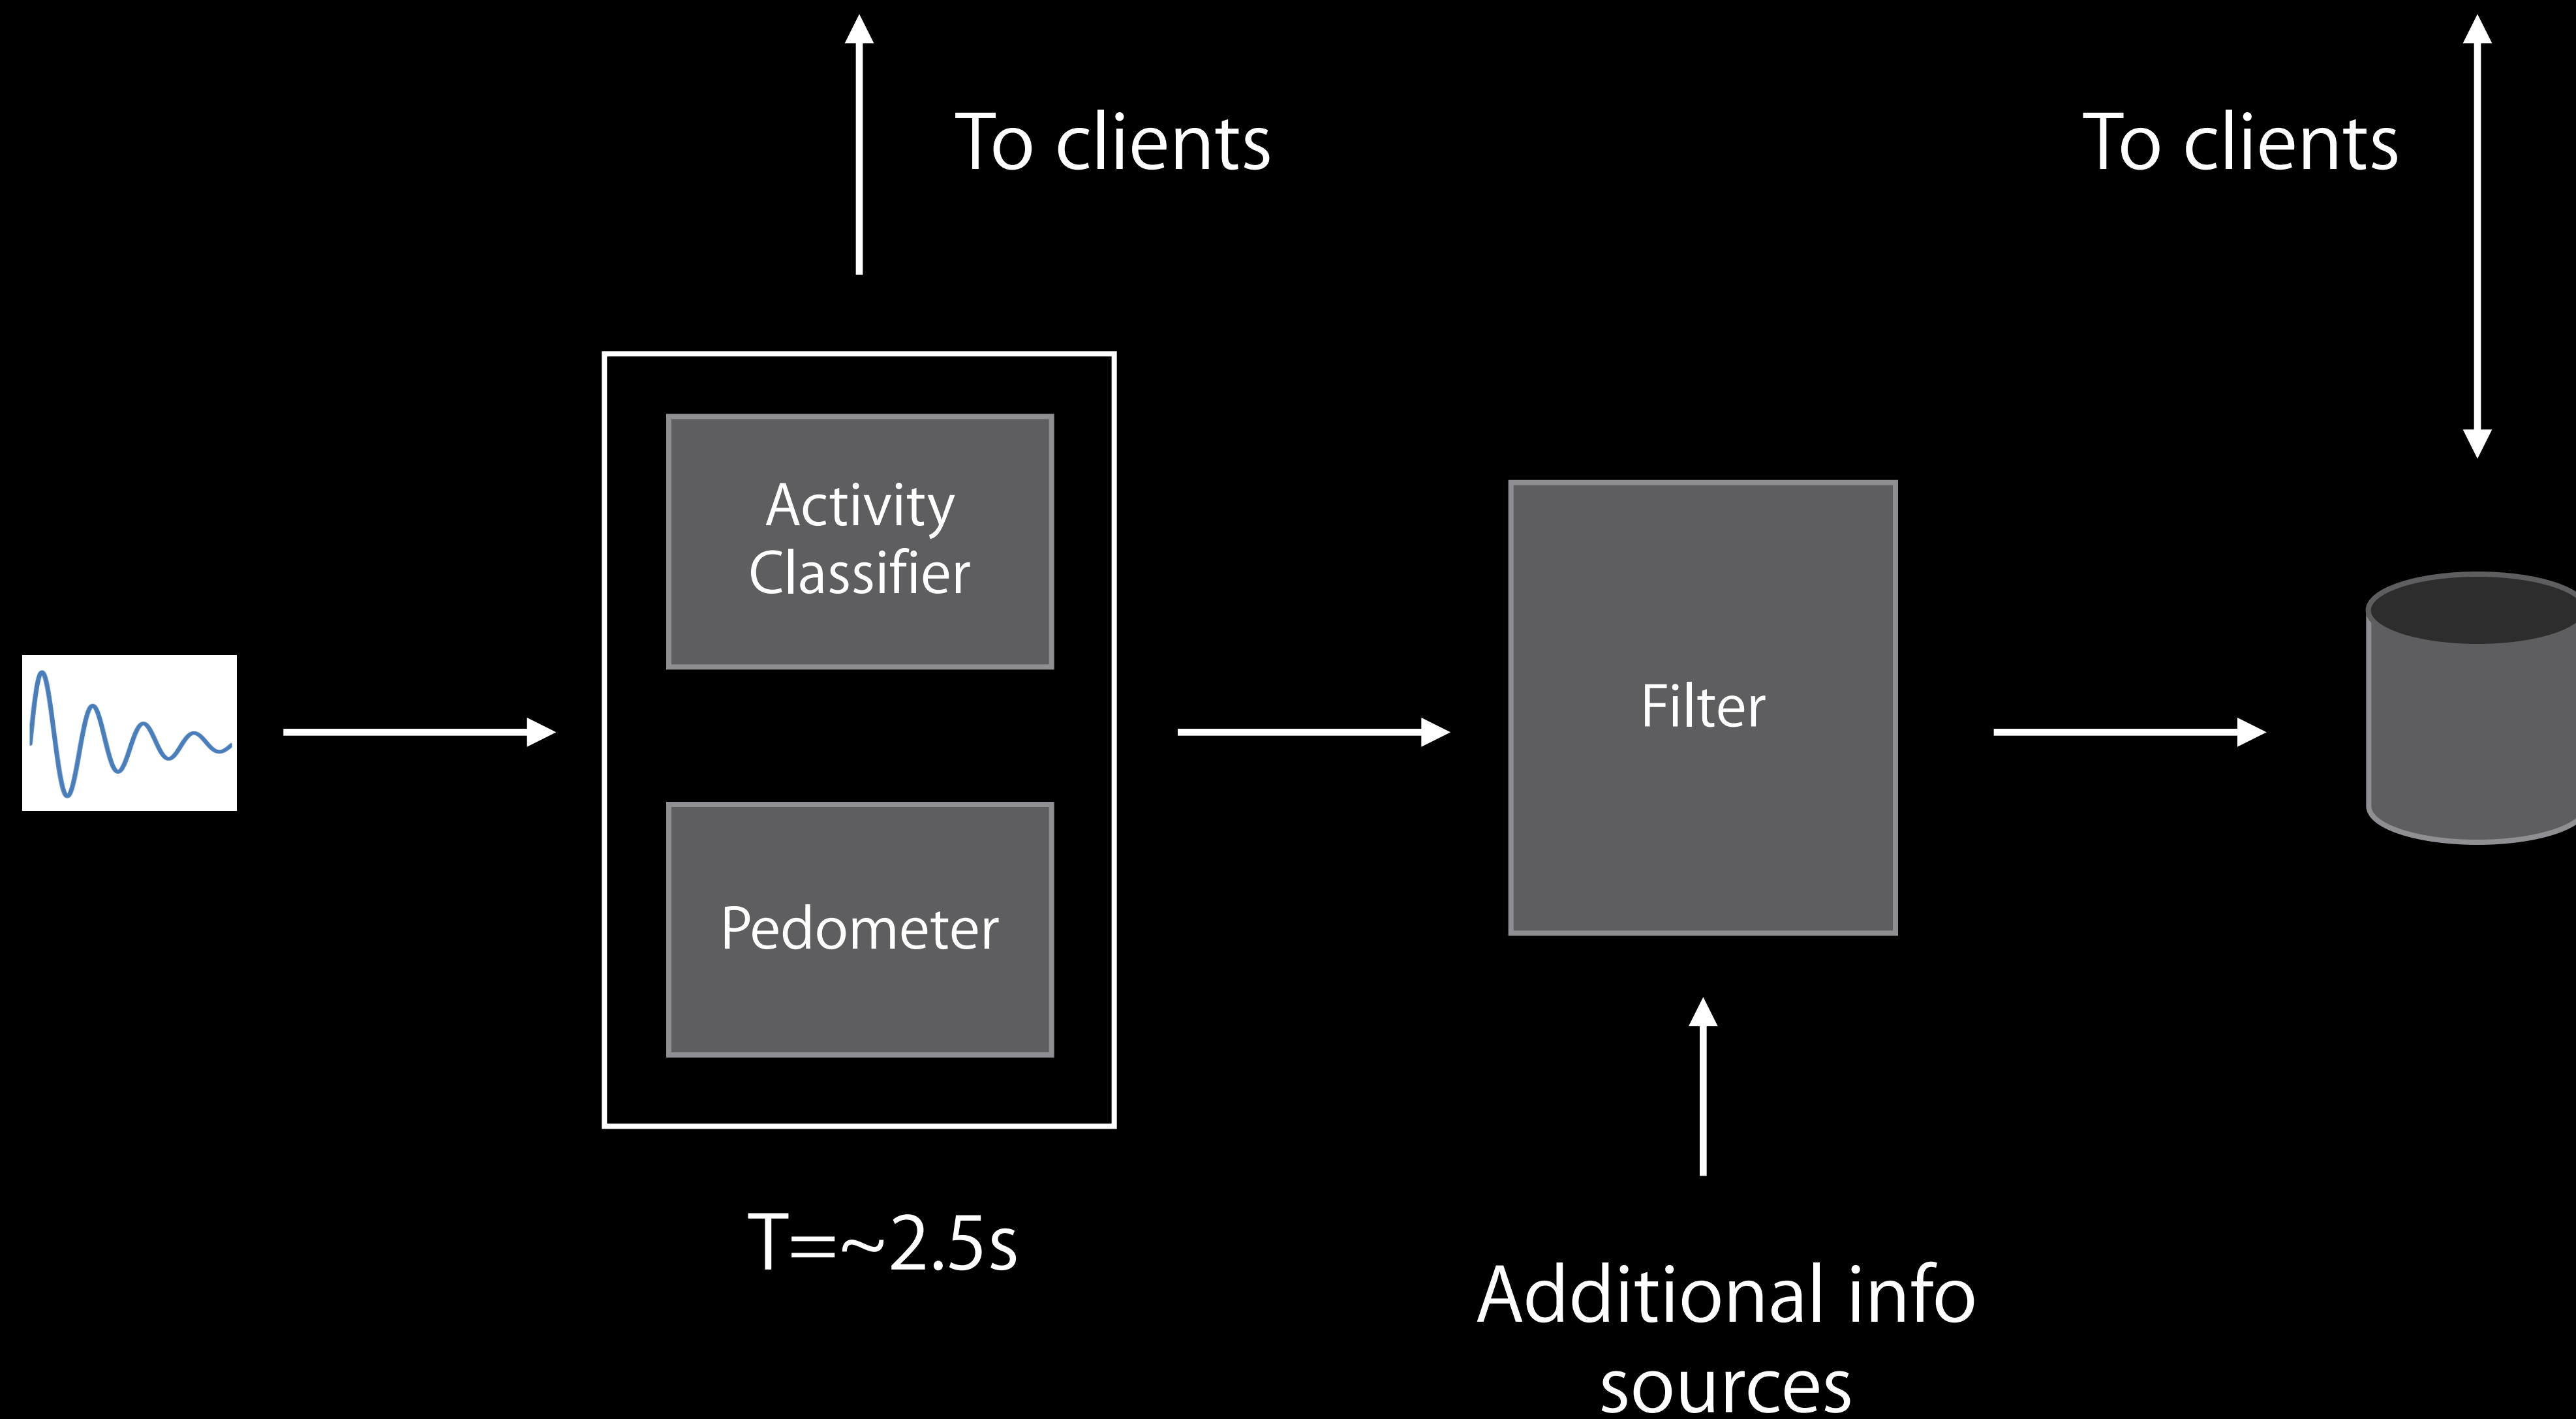 To clients
To clients
Activity
Classifier
Pedometer
T=~2.5s
Filter
Additional info
sources